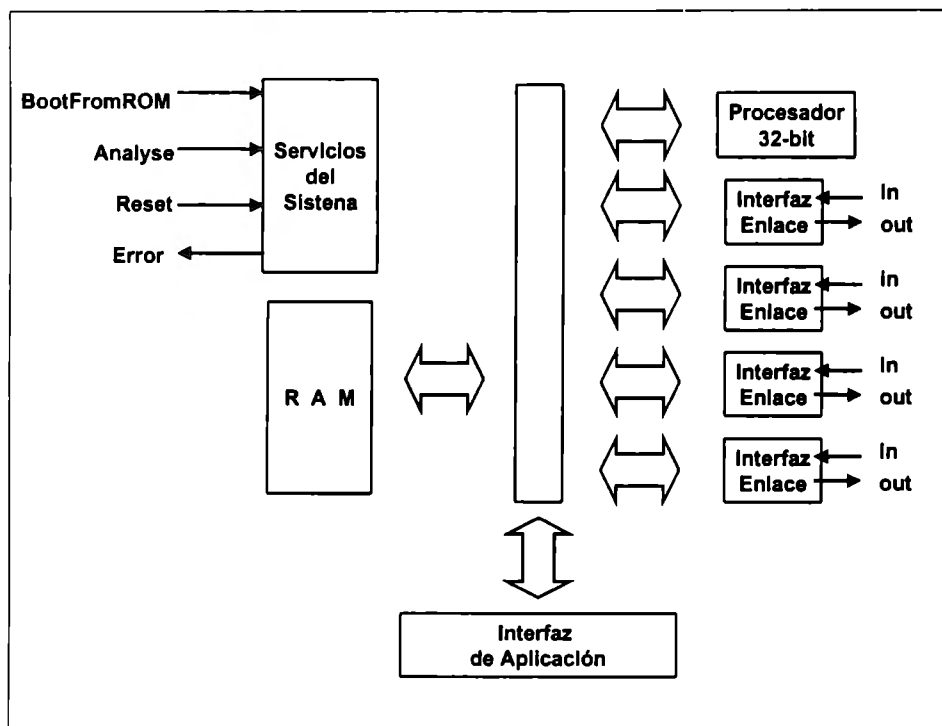 BootFromROM
Analyse
Reset
Error
Servicios
del
Sistena
R A M
Procesador
32-bit
Interfaz
Enlace
In
out
Interfaz
Enlace
in
out
Interfaz
Enlace
In
out
Interfaz
Enlace
In
out
Interfaz
de Aplicación